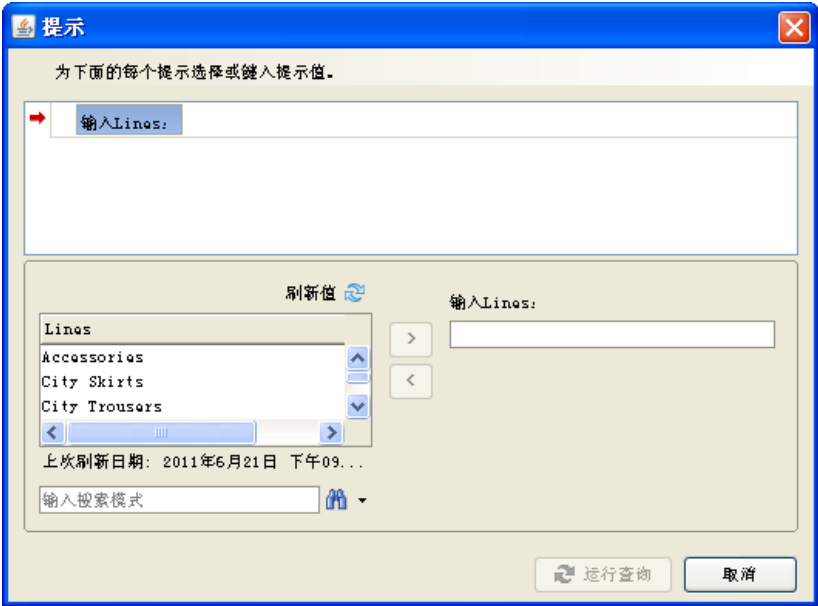 提示
为下面的每个提示选择或键入提示值。
输入Lines:
刷新值
输入Lines:
Lines
>
Accessories
City Skirts
<
City Trousers
上次刷新日期: 2011年6月21日 下午09...
输入搜索模式
运行查询
取消